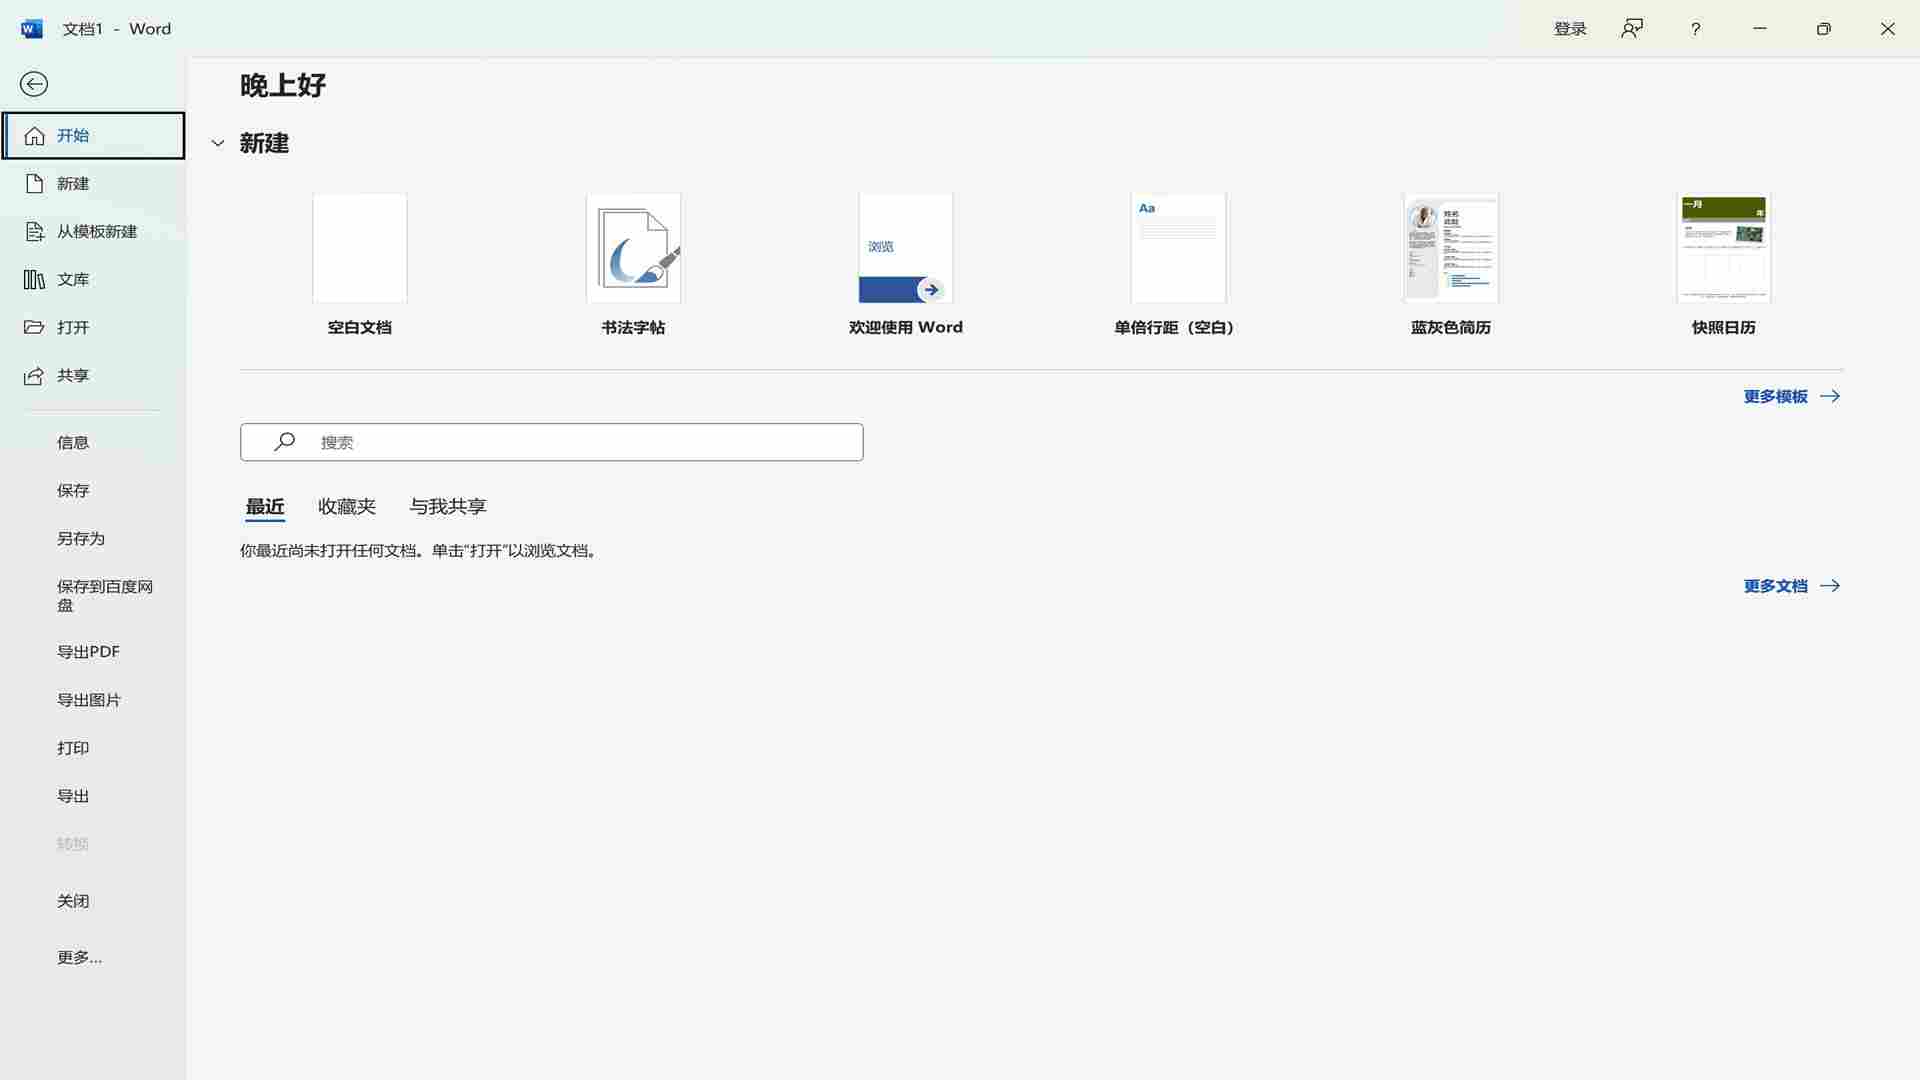 文档1 - Word
登录
晚上好
开始
新建
新建
从模板新建
文库
打开
共享
信息
保存
另存为
保存到百度网
盘
导出PDF
导出图片
打印
导出
转换
关闭
更多...
浏览
Aa
一月
年
空白文档
书法字帖
欢迎使用 Word
单倍行距（空白）
蓝灰色简历
快照日历
更多模板
搜索
最近 收藏夹 与我共享
你最近尚未打开任何文档。单击“打开”以浏览文档。
更多文档